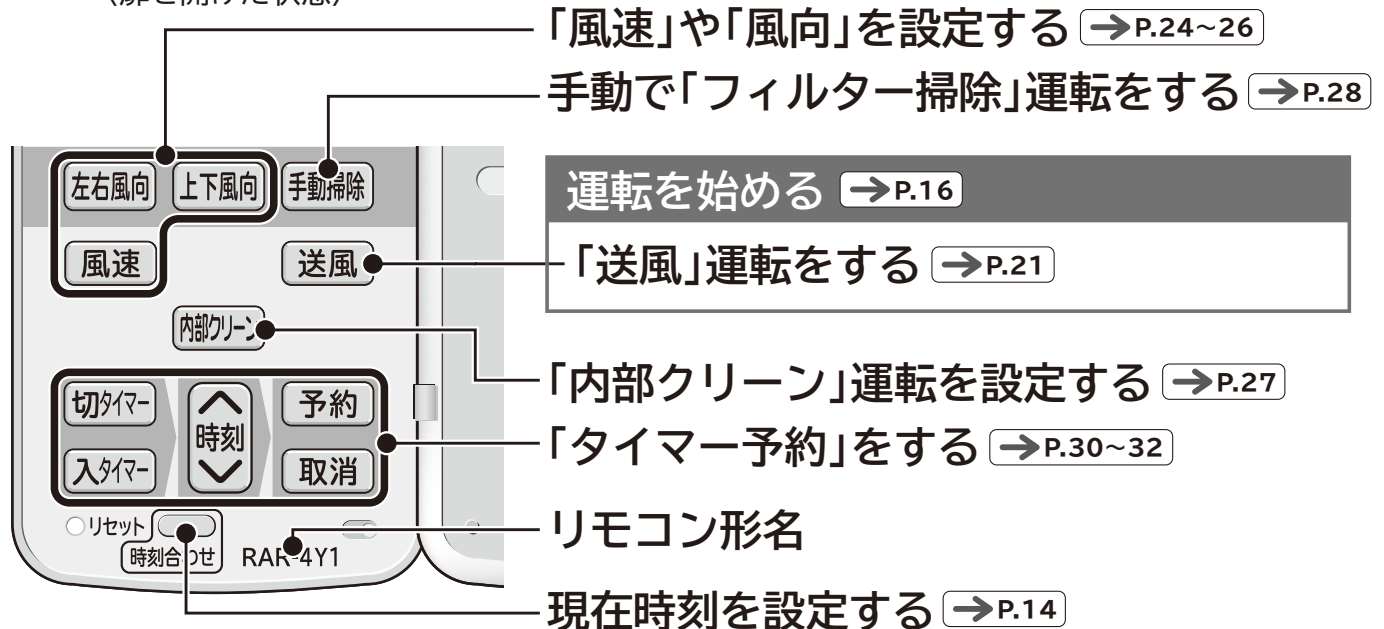 （扉を開けた状態）
「風速」や「風向」を設定する →P.24~26
手動で「フィルター掃除」運転をする →P.28
左右風向 上下風向 手動掃除
運転を始める →P.16
風速 送風
「送風」運転をする →P.21
内部クリーン
「内部クリーン」運転を設定する →P.27
切タイマー 時刻 予約
「タイマー予約」をする →P.30~32
入タイマー 取消
リセット
リモコン形名
時刻合わせ RAR-4Y1
現在時刻を設定する →P.14